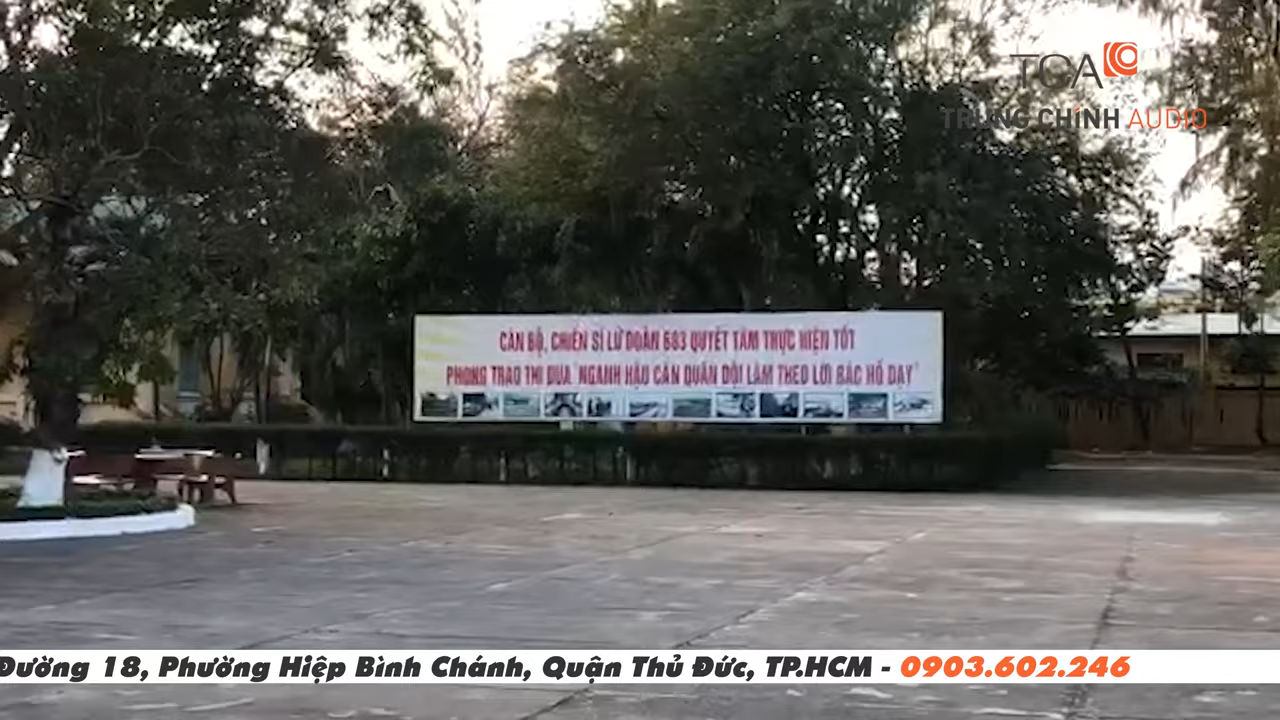 TOA
TRUNG CHÍNH AUDIO
CÁN BỘ, CHIẾN SĨ LỮ ĐOÀN 683 QUYẾT TÂM THỰC HIỆN TỐT
PHONG TRÀO THI ĐUA "NGÀNH HẬU CẦN QUÂN ĐỘI LÀM THEO LỜI BÁC HỒ DẠY"
Đường 18, Phường Hiệp Bình Chánh, Quận Thủ Đức, TP.HCM - 0903.602.246